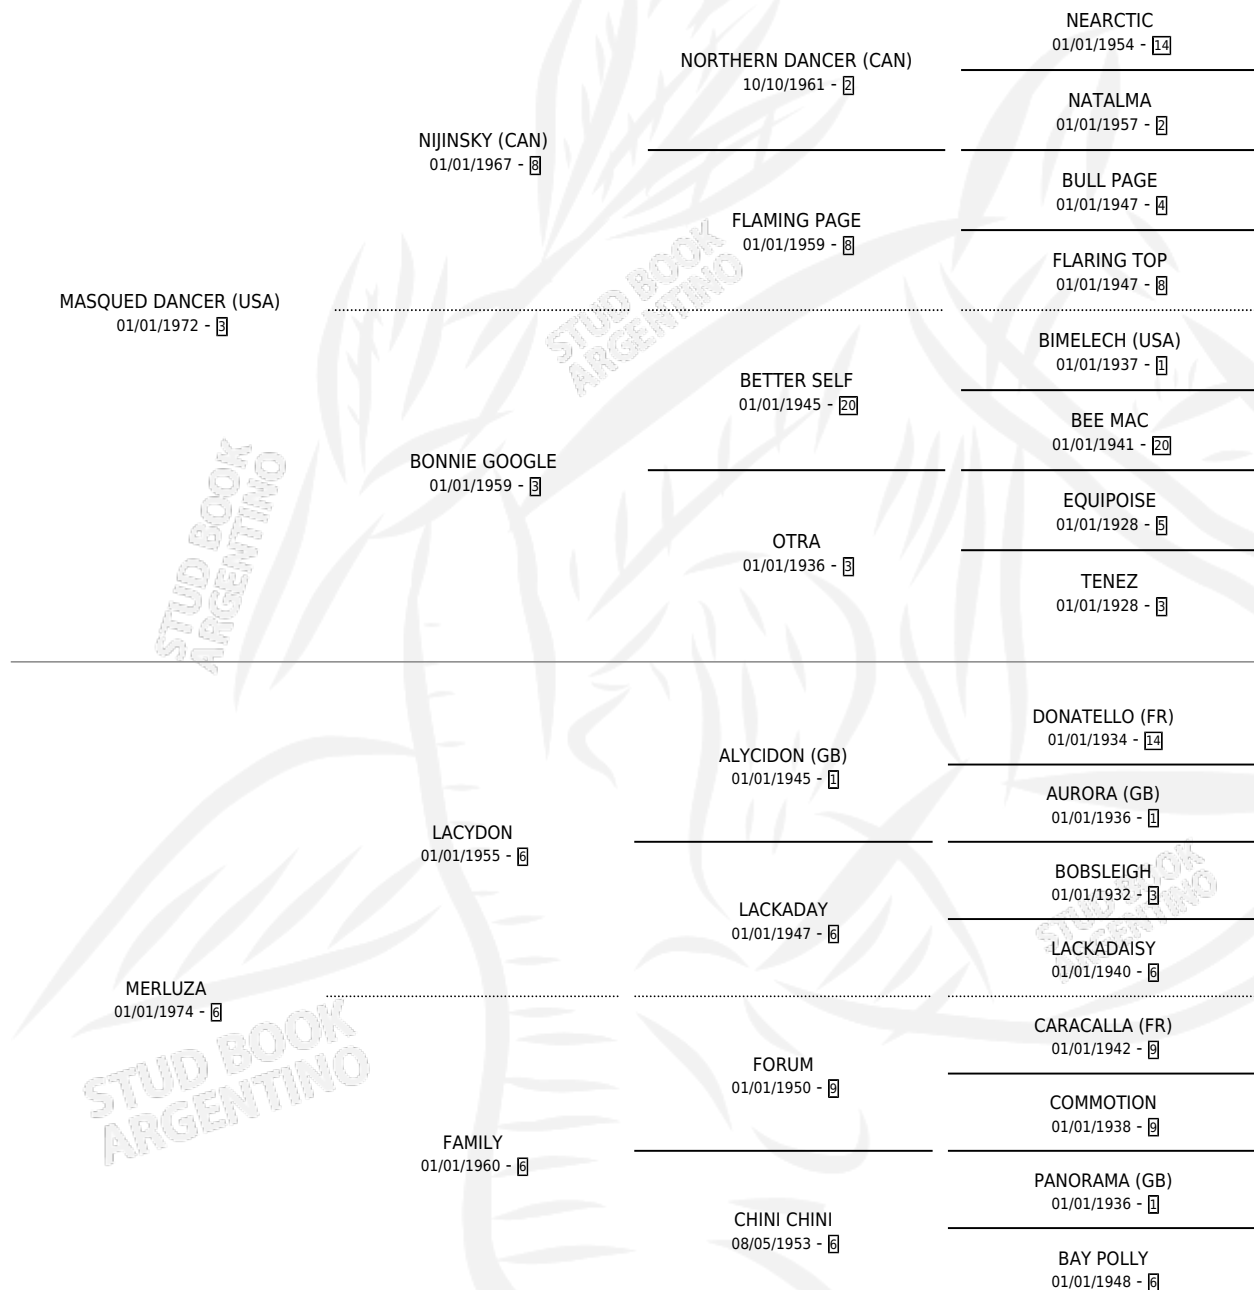 NEARCTIC
01/01/1954 - 14
NORTHERN DANCER (CAN)
10/10/1961 - 2
NATALMA
01/01/1957 - 2
NIJINSKY (CAN)
01/01/1967 - 8
BULL PAGE
01/01/1947 - 4
FLAMING PAGE
01/01/1959 - 8
FLARING TOP
01/01/1947 - 8
MASQUED DANCER (USA)
01/01/1972 - 3
BIMELECH (USA)
01/01/1937 - 1
BETTER SELF
01/01/1945 - 20
BEE MAC
01/01/1941 - 20
BONNIE GOOGLE
01/01/1959 - 3
EQUIPOISE
01/01/1928 - 5
OTRA
01/01/1936 - 3
TENEZ
01/01/1928 - 3
DONATELLO (FR)
01/01/1934 - 14
ALYCIDON (GB)
01/01/1945 - 1
AURORA (GB)
01/01/1936 - 1
LACYDON
01/01/1955 - 6
BOBSLEIGH
01/01/1932 - 3
LACKADAY
01/01/1947 - 6
LACKADAISY
01/01/1940 - 6
MERLUZA
01/01/1974 - 6
CARACALLA (FR)
01/01/1942 - 9
FORUM
01/01/1950 - 9
COMMOTION
01/01/1938 - 9
FAMILY
01/01/1960 - 6
PANORAMA (GB)
01/01/1936 - 1
CHINI CHINI
08/05/1953 - 6
BAY POLLY
01/01/1948 - 6
STUD BOOK
ARGENTINO
STUD BOOK
ARGENTINO
STUD BOOK
ARGENTINO
STUD BOOK
ARGENTINO